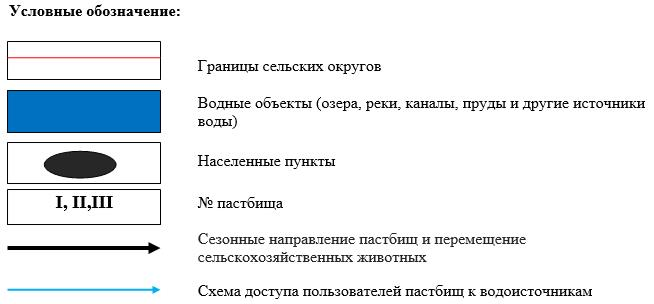 Условные обозначение:
Границы сельских округов
Водные объекты (озера, реки, каналы, пруды и другие источники
воды)
Населенные пункты
I, II,III
№ пастбища
Сезонные направление пастбищ и перемещение
сельскохозяйственных животных
Схема доступа пользователей пастбищ к водоисточникам